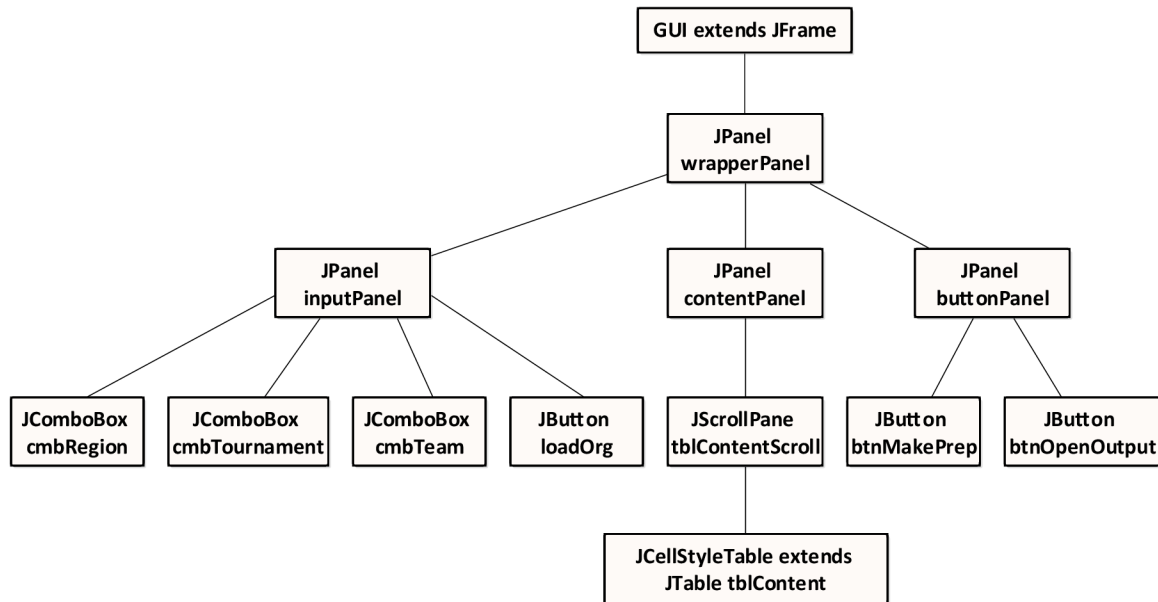 GUI extends JFrame
JPanel
wrapperPanel
JPanel
inputPanel
JPanel
contentPanel
JPanel
buttonPanel
JComboBox
cmbRegion
JComboBox
cmbTournament
JComboBox
cmbTeam
JButton
loadOrg
JScrollPane
tblContentScroll
JButton
btnMakePrep
JButton
btnOpenOutput
JCellStyleTable extends
JTable tblContent